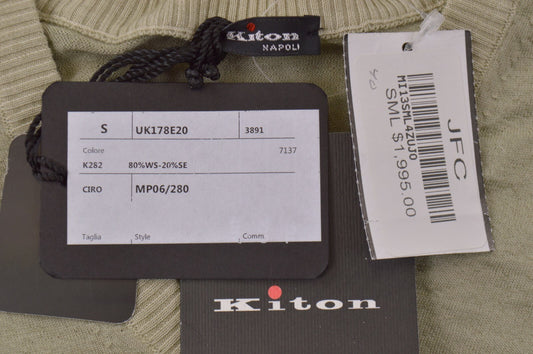 Kiton
NAPOLI
S UK178E20 3891
Colore 7137
K282 80%WS-20%SE
CIRO MP06/280
Taglia Style Comm.
JFC
MI13SML4ZUJ0
SML $1,995.00
Kiton